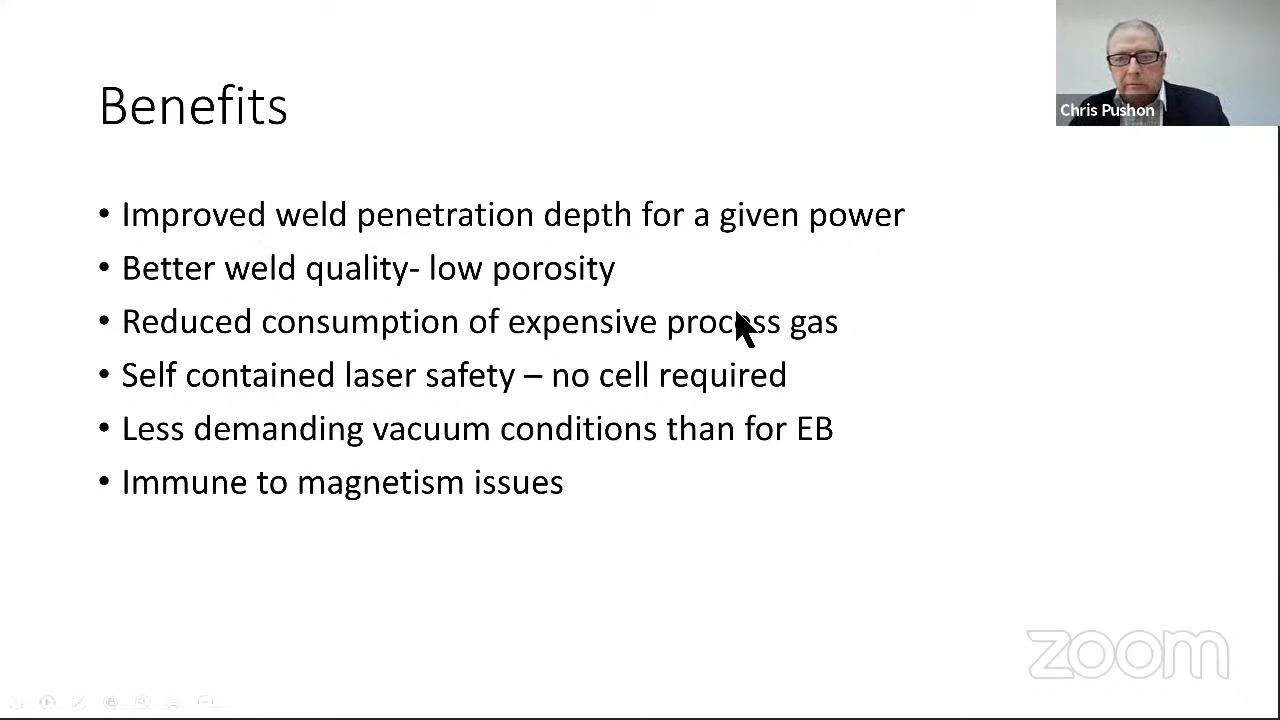 Benefits
Chris Pushon
• Improved weld penetration depth for a given power
• Better weld quality- low porosity
• Reduced consumption of expensive process gas
• Self contained laser safety – no cell required
• Less demanding vacuum conditions than for EB
• Immune to magnetism issues
zoom